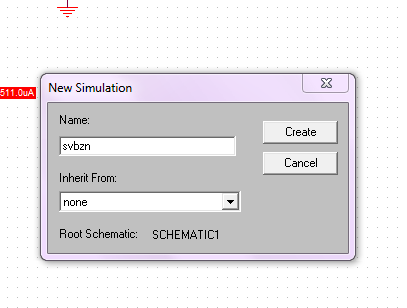 511.0uA
New Simulation
Name:
Create
svbzn
Cancel
Inherit From:
none
Root Schematic: SCHEMATIC1